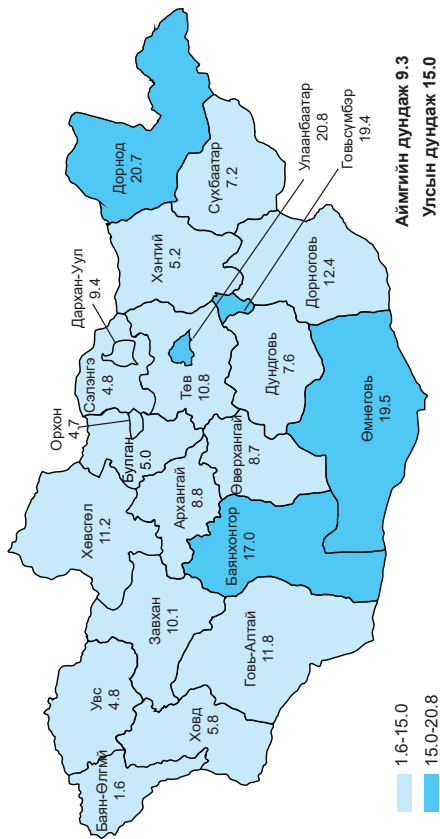 Баян-Өлгмй
1.6
Увс
4.8
Ховд
5.8
Завхан
10.1
Говь-Алтай
11.8
Хөвсгөл
11.2
Архангай
8.8
Баянхонгор
17.0
Орхон
4.7
Булган
5.0
Өвөрхангай
8.7
Сэлэнгэ
4.8
Дархан-Уул
9.4
Төв
10.8
Дундговь
7.6
Өмнөговь
19.5
Хэнтий
5.2
Дорноговь
12.4
Дорнод
20.7
Сүхбаатар
7.2
Улаанбаатар
20.8
Говьсүмбэр
19.4
1.6-15.0
15.0-20.8
Аймгийн дундаж 9.3
Улсын дундаж 15.0